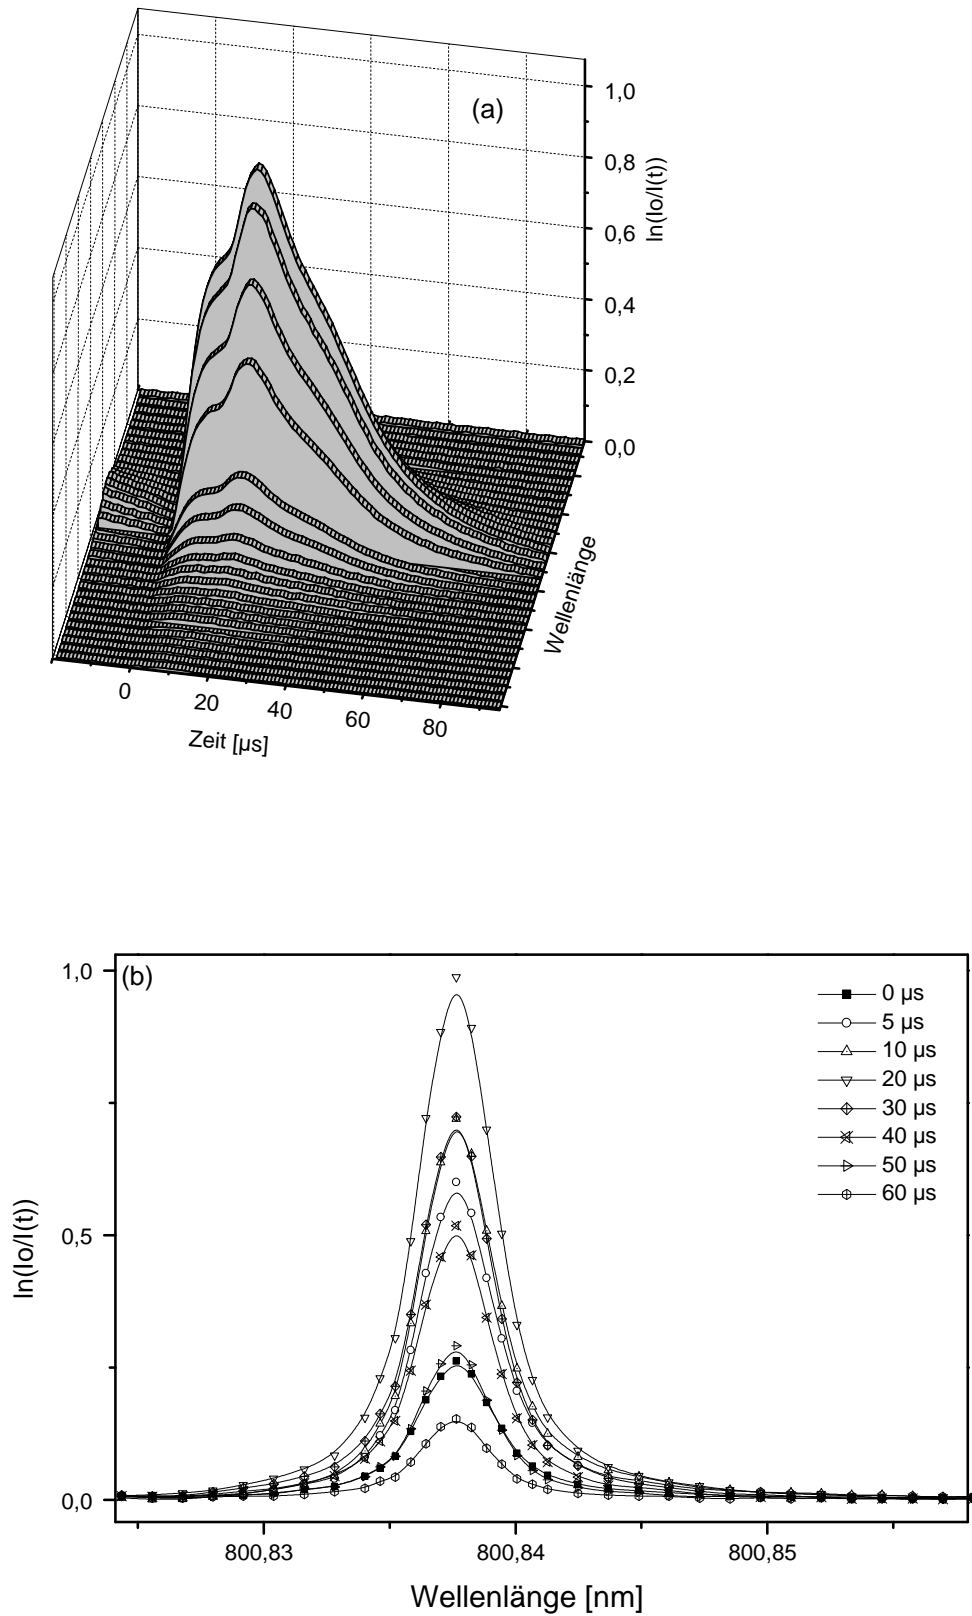 (a)
1,0
0,8
0,6
0,4
0,2
0,0
ln(Io/I(t))
Wellenlänge
0
20
40
60
80
Zeit [µs]
(b)
1,0
0,5
0,0
ln(Io/I(t))
0 µs
5 µs
10 µs
20 µs
30 µs
40 µs
50 µs
60 µs
800,83
800,84
800,85
Wellenlänge [nm]